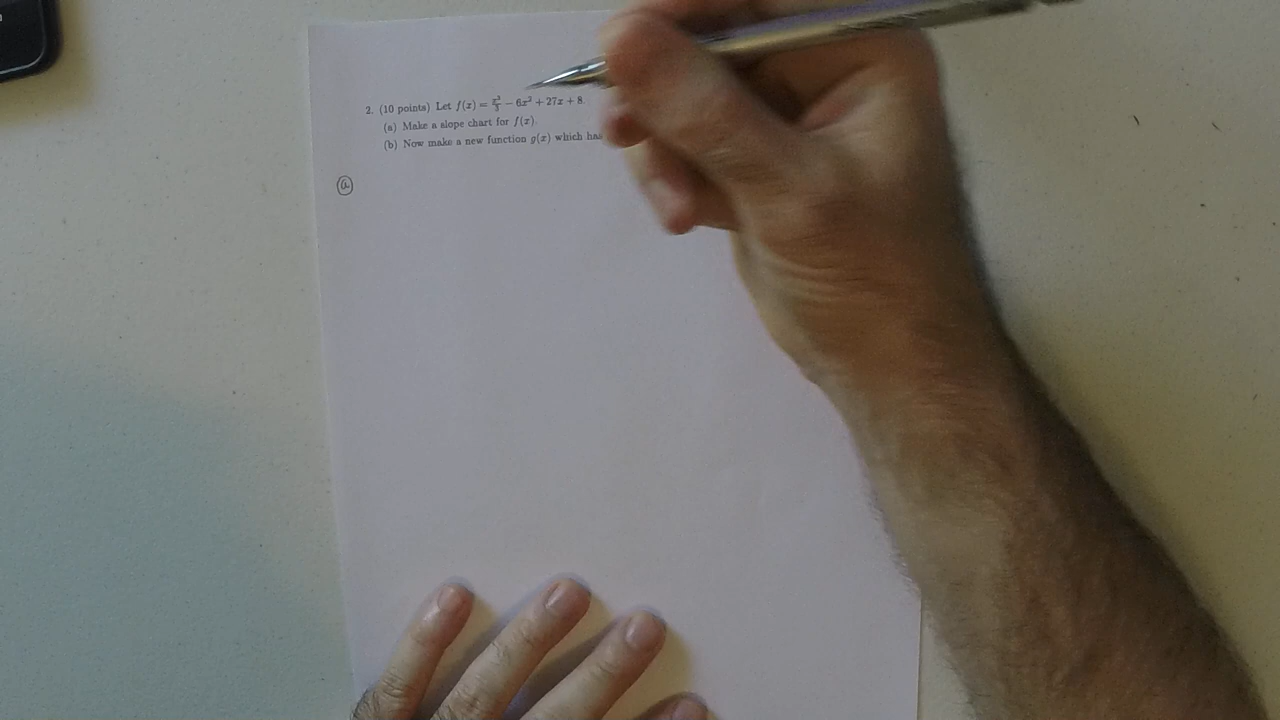 2. (10 points) Let f(x) = x³/3 − 6x² + 27x + 8.
(a) Make a slope chart for f(x).
(b) Now make a new function g(x) which has
a